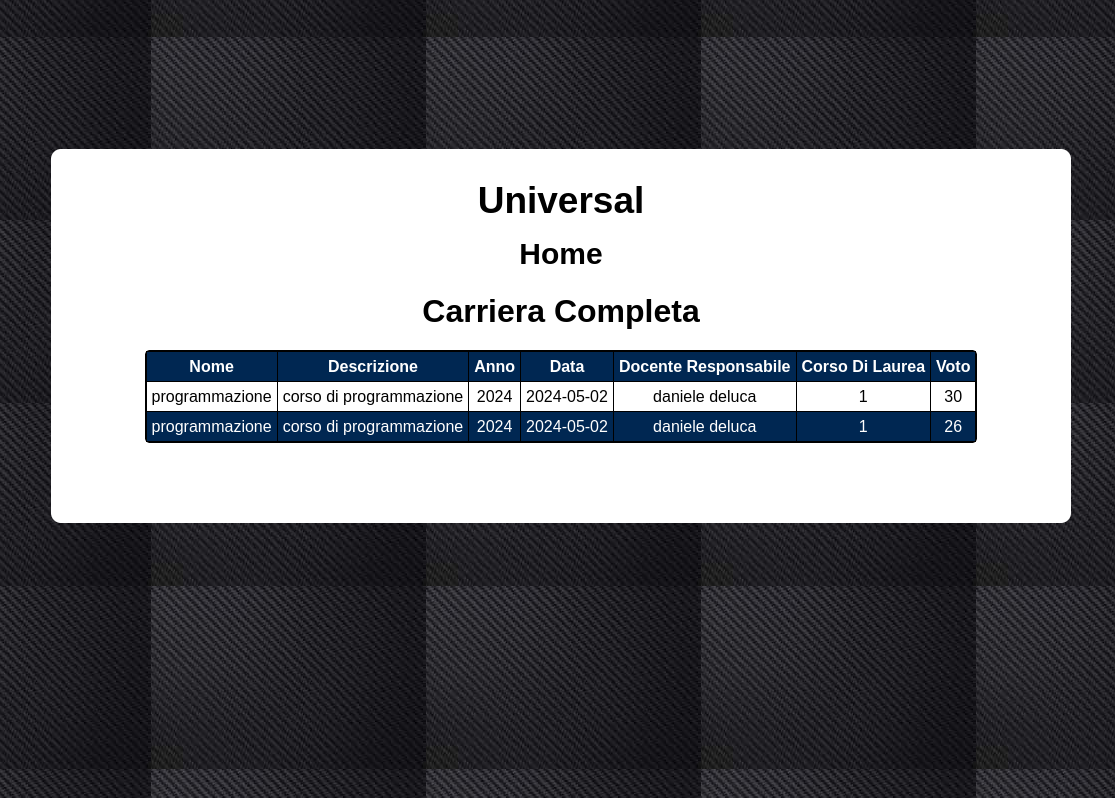 Universal
Home
Carriera Completa
Nome Descrizione Anno Data Docente Responsabile Corso Di Laurea Voto
programmazione corso di programmazione 2024 2024-05-02 daniele deluca 1 30
programmazione corso di programmazione 2024 2024-05-02 daniele deluca 1 26